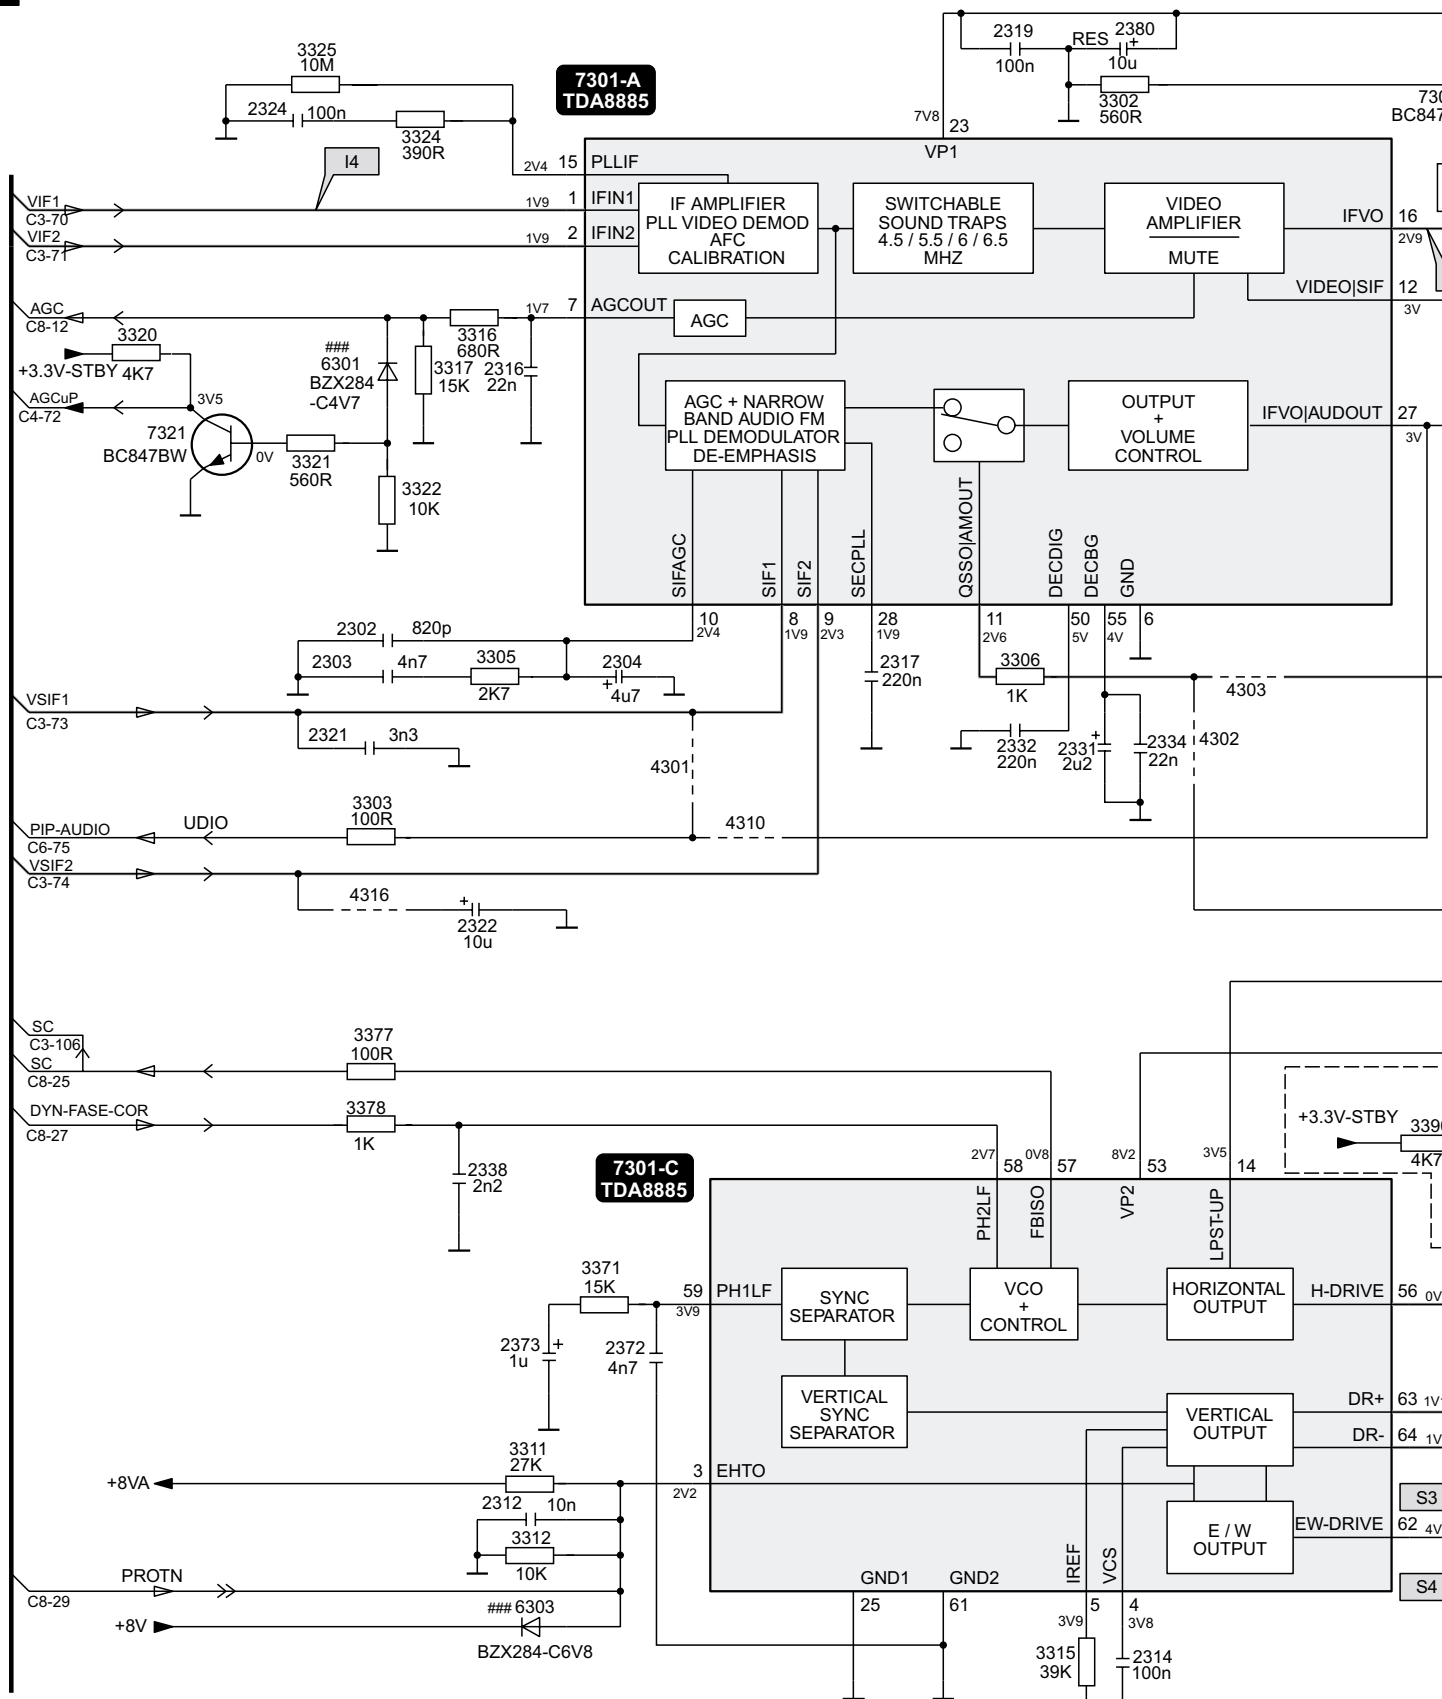 3325
10M
2324
100n
3324
390R
I4
7301-A
TDA8885
2319
100n
RES
2380
+
10u
3302
560R
BC847
7V8
23
VP1
2V4
15
PLLIF
VIF1
C3-70
1V9
1
IFIN1
VIF2
C3-71
1V9
2
IFIN2
IF AMPLIFIER
PLL VIDEO DEMOD
AFC
CALIBRATION
SWITCHABLE
SOUND TRAPS
4.5 / 5.5 / 6 / 6.5
MHZ
VIDEO
AMPLIFIER
MUTE
IFVO
16
2V9
VIDEO|SIF
12
3V
AGC
C8-12
1V7
7
AGCOUT
AGC
3320
+3.3V-STBY
4K7
###
6301
BZX284
-C4V7
3316
680R
3317
15K
2316
22n
AGCuP
C4-72
3V5
7321
BC847BW
0V
3321
560R
3322
10K
AGC + NARROW
BAND AUDIO FM
PLL DEMODULATOR
DE-EMPHASIS
OUTPUT
+
VOLUME
CONTROL
IFVO|AUDOUT
27
3V
SIFAGC
SIF1
SIF2
SECPLL
QSSO|AMOUT
DECDIG
DECBG
GND
10
2V4
8
1V9
9
2V3
28
1V9
11
2V6
50
5V
55
4V
6
2302
820p
2303
4n7
3305
2K7
2304
+
4u7
2317
220n
3306
1K
4303
VSIF1
C3-73
2321
3n3
4301
2332
220n
+
2331
2u2
2334
22n
4302
3303
100R
PIP-AUDIO
C6-75
UDIO
4310
VSIF2
C3-74
4316
+
2322
10u
SC
C3-106
SC
C8-25
3377
100R
DYN-FASE-COR
C8-27
3378
1K
2338
2n2
+3.3V-STBY
4K7
7301-C
TDA8885
2V7
58
0V8
57
8V2
53
3V5
14
PH2LF
FBISO
VP2
LPST-UP
3371
15K
59
3V9
PH1LF
SYNC
SEPARATOR
VCO
+
CONTROL
HORIZONTAL
OUTPUT
H-DRIVE
56
0V
2373
+
1u
2372
4n7
VERTICAL
SYNC
SEPARATOR
VERTICAL
OUTPUT
DR+
63
1V
DR-
64
1V
3311
27K
+8VA
3
2V2
EHTO
2312
10n
3312
10K
S3
E / W
OUTPUT
EW-DRIVE
62
4V
IREF
VCS
PROTN
C8-29
GND1
GND2
25
61
5
3V9
4
3V8
S4
###
6303
+8V
BZX284-C6V8
3315
39K
2314
100n